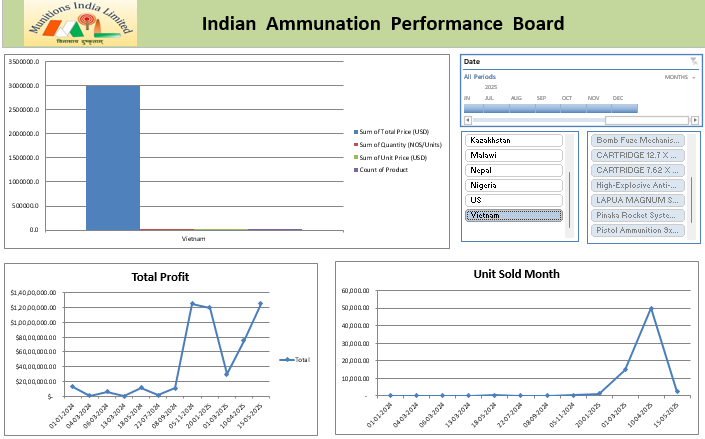 Munitions India Limited
Indian Ammunation Performance Board
3500000.0
3000000.0
2500000.0
2000000.0
1500000.0
1000000.0
500000.0
0.0
Vietnam
Sum of Total Price (USD)
Sum of Quantity (NOS/Units)
Sum of Unit Price (USD)
Count of Product
Date
All Periods MONTHS
2025
JN JUL AUG SEP OCT NOV DEC
Kazakhstan
Malawi
Nepal
Nigeria
US
Vietnam
Bomb Fuze Mechanis...
CARTRIDGE 12.7 X ...
CARTRIDGE 7.62 X ...
High-Explosive Anti-...
LAPUA MAGNUM S...
Pinaka Rocket Syste...
Pistol Ammunition 9x...
Total Profit
$1,40,00,000.00
$1,20,00,000.00
$1,00,00,000.00
$80,00,000.00
$60,00,000.00
$40,00,000.00
$20,00,000.00
$-
01-01-2024 04-03-2024 06-03-2024 13-03-2024 18-05-2024 22-07-2024 08-09-2024 05-11-2024 20-01-2025 01-03-2025 10-04-2025 15-05-2025
Total
Unit Sold Month
60,000.00
50,000.00
40,000.00
30,000.00
20,000.00
10,000.00
-
01-01-2024 04-03-2024 06-03-2024 13-03-2024 18-05-2024 22-07-2024 08-09-2024 05-11-2024 20-01-2025 01-03-2025 10-04-2025 15-05-2025